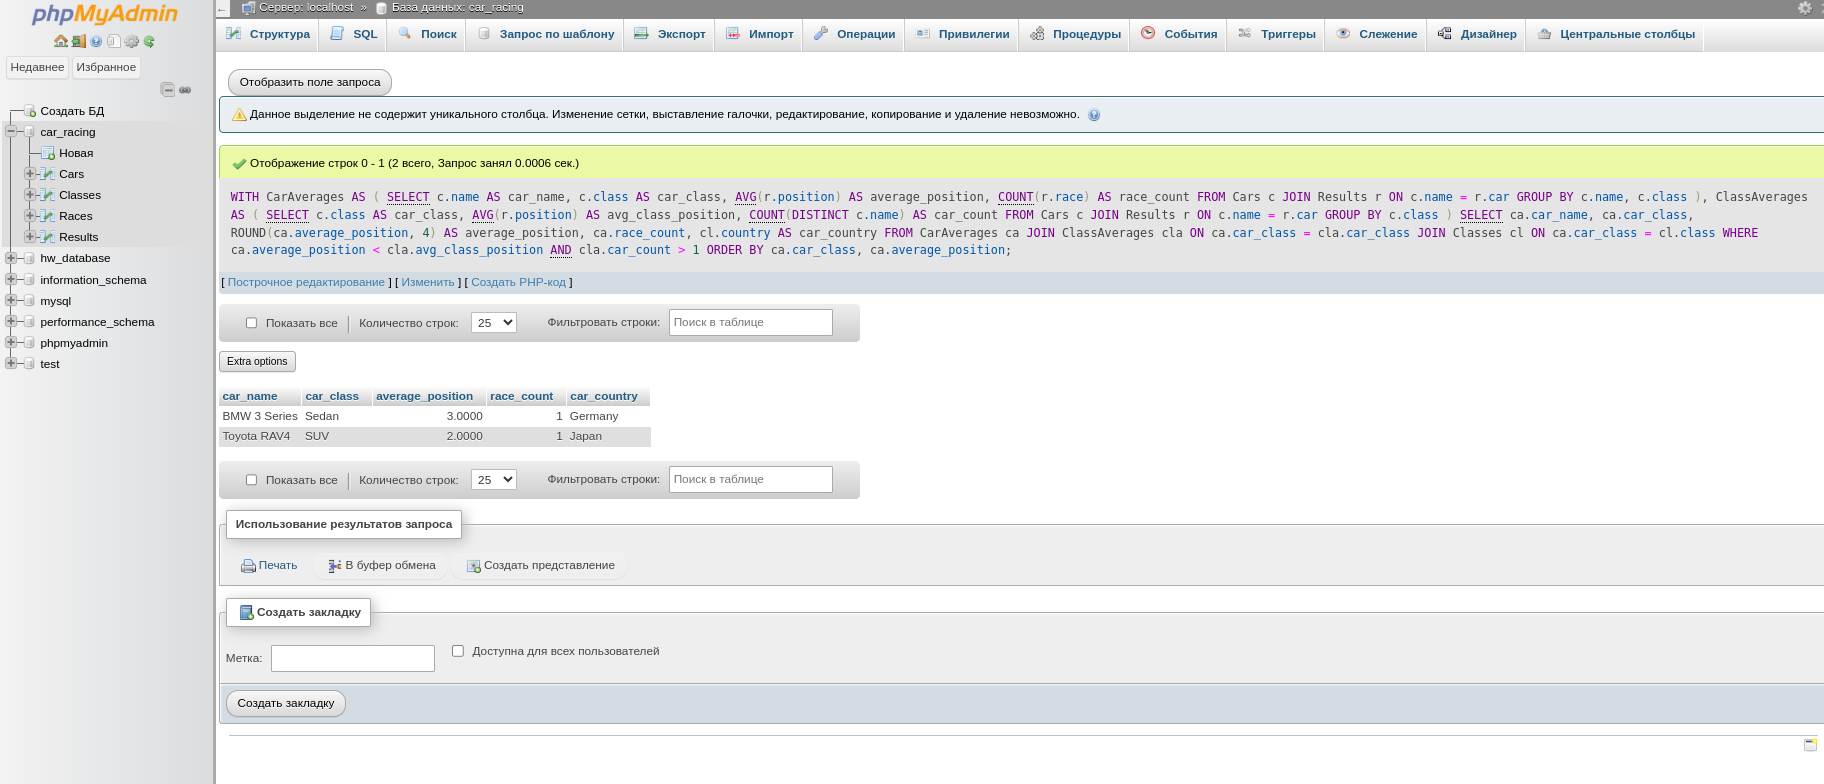 phpMyAdmin
Недавнее Избранное
Создать БД
car_racing
Новая
Cars
Classes
Races
Results
hw_database
information_schema
mysql
performance_schema
phpmyadmin
test
← Сервер: localhost » База данных: car_racing
Структура SQL Поиск Запрос по шаблону Экспорт Импорт Операции Привилегии Процедуры События Триггеры Слежение Дизайнер Центральные столбцы
Отобразить поле запроса
Данное выделение не содержит уникального столбца. Изменение сетки, выставление галочки, редактирование, копирование и удаление невозможно.
Отображение строк 0 - 1 (2 всего, Запрос занял 0.0006 сек.)
WITH CarAverages AS ( SELECT c.name AS car_name, c.class AS car_class, AVG(r.position) AS average_position, COUNT(r.race) AS race_count FROM Cars c JOIN Results r ON c.name = r.car GROUP BY c.name, c.class ), ClassAverages
AS ( SELECT c.class AS car_class, AVG(r.position) AS avg_class_position, COUNT(DISTINCT c.name) AS car_count FROM Cars c JOIN Results r ON c.name = r.car GROUP BY c.class ) SELECT ca.car_name, ca.car_class,
ROUND(ca.average_position, 4) AS average_position, ca.race_count, cl.country AS car_country FROM CarAverages ca JOIN ClassAverages cla ON ca.car_class = cla.car_class JOIN Classes cl ON ca.car_class = cl.class WHERE
ca.average_position < cla.avg_class_position AND cla.car_count > 1 ORDER BY ca.car_class, ca.average_position;
[ Построчное редактирование ] [ Изменить ] [ Создать PHP-код ]
Показать все Количество строк: 25 Фильтровать строки: Поиск в таблице
Extra options
car_name car_class average_position race_count car_country
BMW 3 Series Sedan 3.0000 1 Germany
Toyota RAV4 SUV 2.0000 1 Japan
Показать все Количество строк: 25 Фильтровать строки: Поиск в таблице
Использование результатов запроса
Печать В буфер обмена Создать представление
Создать закладку
Метка: Доступна для всех пользователей
Создать закладку